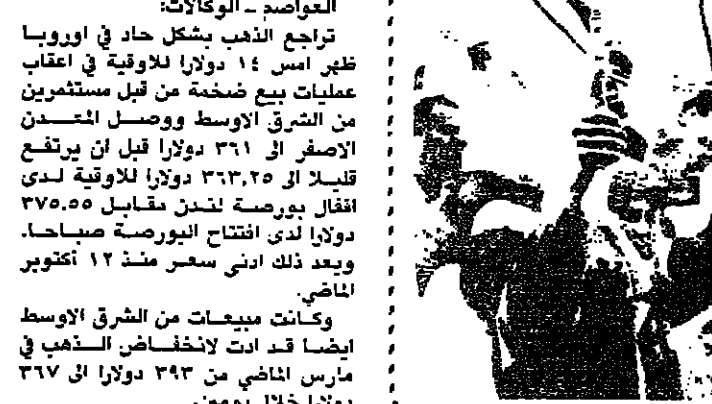 العواصم ـ الوكالات:
تراجع الذهب بشكل حاد في اوروبا
ظهر امس ١٤ دولارا للاوقية في اعقاب
عمليات بيع ضخمة من قبل مستثمرين
من الشرق الاوسط ووصل المعدن
الاصفر الى ٣٦١ دولارا قبل ان يرتفع
قليلا الى ٣٦٣,٢٥ دولارا للاوقية لدى
اقفال بورصة لندن مقابل ٣٧٥,٥٥
دولارا لدى افتتاح البورصة صباحا.
ويعد ذلك ادنى سعر منذ ١٢ أكتوبر
الماضي.
وكانت مبيعات من الشرق الاوسط
ايضا قد ادت لانخفاض الذهب في
مارس الماضي من ٣٩٣ دولارا الى ٣٦٧
دولارا خلال يومين.